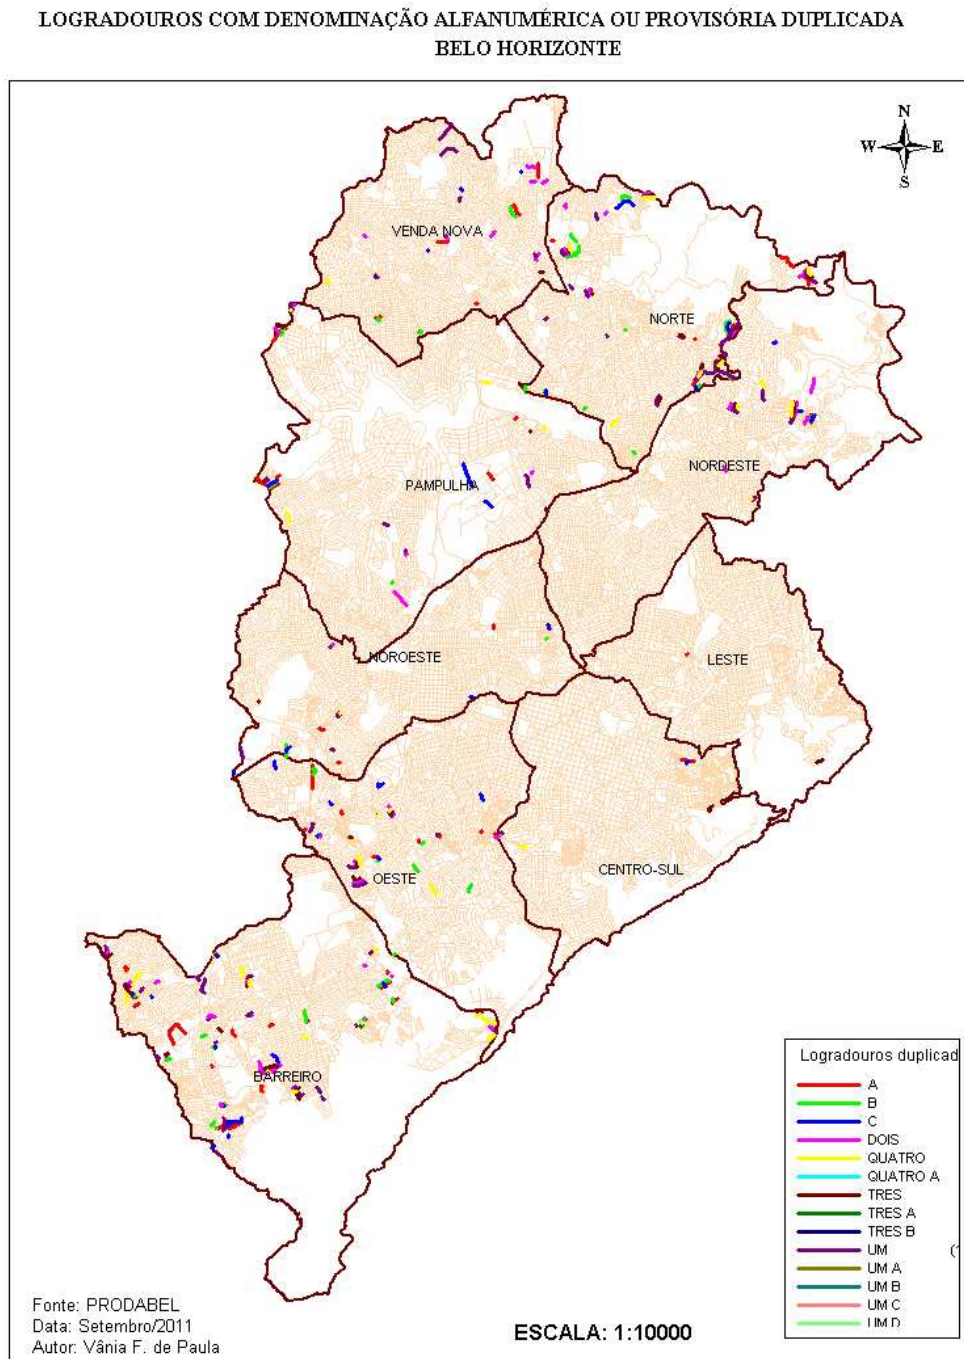 LOGRADOUROS COM DENOMINAÇÃO ALFANUMÉRICA OU PROVISÓRIA DUPLICADA
BELO HORIZONTE
N
W E
S
VENDA NOVA
NORTE
NORDESTE
PAMPULHA
NOROESTE
LESTE
CENTRO-SUL
OESTE
BARREIRO
Logradouros duplicad
A
B
C
DOIS
QUATRO
QUATRO A
TRES
TRES A
TRES B
UM (1
UM A
UM B
UM C
UM D
Fonte: PRODABEL
Data: Setembro/2011
Autor: Vânia F. de Paula
ESCALA: 1:10000